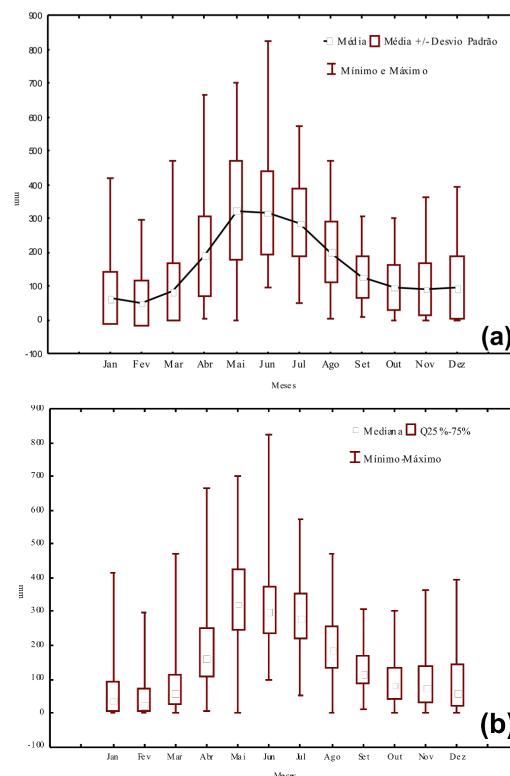 900
Média Média +/- Desvio Padrão
800
Mínimo e Máximo
700
600
500
mm
400
300
200
100
0
-100
(a)
Jan Fev Mar Abr Mai Jun Jul Ago Set Out Nov Dez
Meses
900
Mediana Q25%-75%
800
Mínimo-Máximo
700
600
500
mm
400
300
200
100
0
-100
(b)
Jan Fev Mar Abr Mai Jun Jul Ago Set Out Nov Dez
Meses